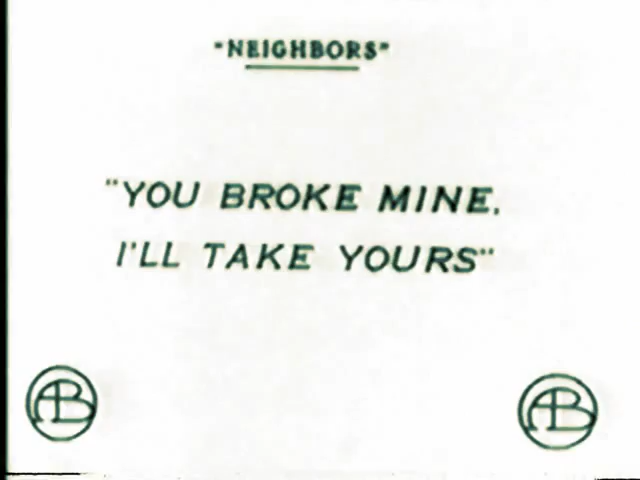 "NEIGHBORS"
"YOU BROKE MINE.
I'LL TAKE YOURS"
AB AB